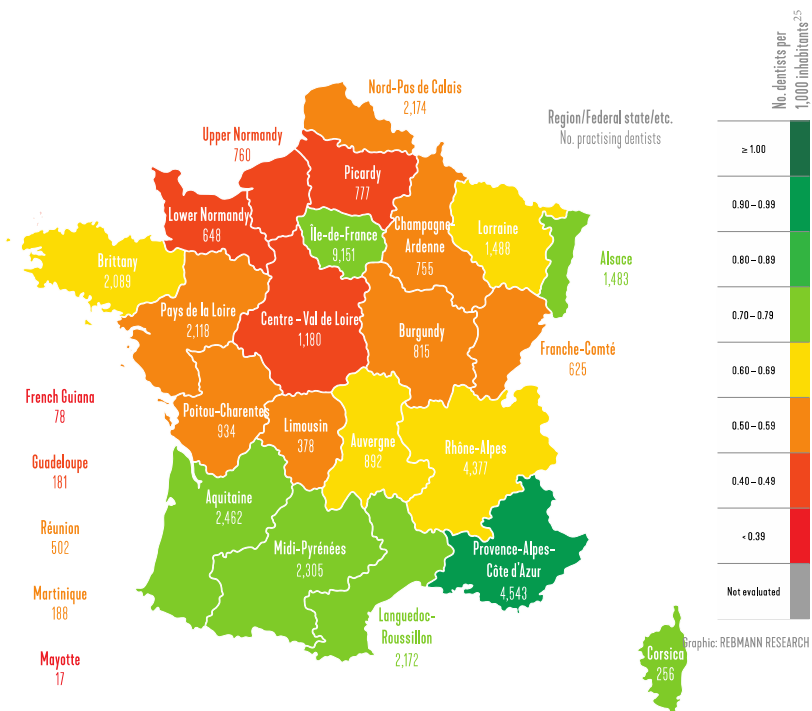 Nord-Pas de Calais
2,174
Upper Normandy
760
Picardy
777
Lower Normandy
648
Île-de-France
9,151
Champagne-
Ardenne
755
Lorraine
1,488
Alsace
1,483
Brittany
2,089
Pays de la Loire
2,118
Centre – Val de Loire
1,180
Burgundy
815
Franche-Comté
625
Poitou-Charentes
934
Limousin
378
Auvergne
892
Rhône-Alpes
4,377
Aquitaine
2,462
Midi-Pyrénées
2,305
Languedoc-
Roussillon
2,172
Provence-Alpes-
Côte d'Azur
4,543
Corsica
256
French Guiana
78
Guadeloupe
181
Réunion
502
Martinique
188
Mayotte
17
Region/Federal state/etc.
No. practising dentists
No. dentists per
1,000 inhabitants25
≥ 1.00
0.90–0.99
0.80–0.89
0.70–0.79
0.60–0.69
0.50–0.59
0.40–0.49
< 0.39
Not evaluated
Graphic: REBMANN RESEARCH